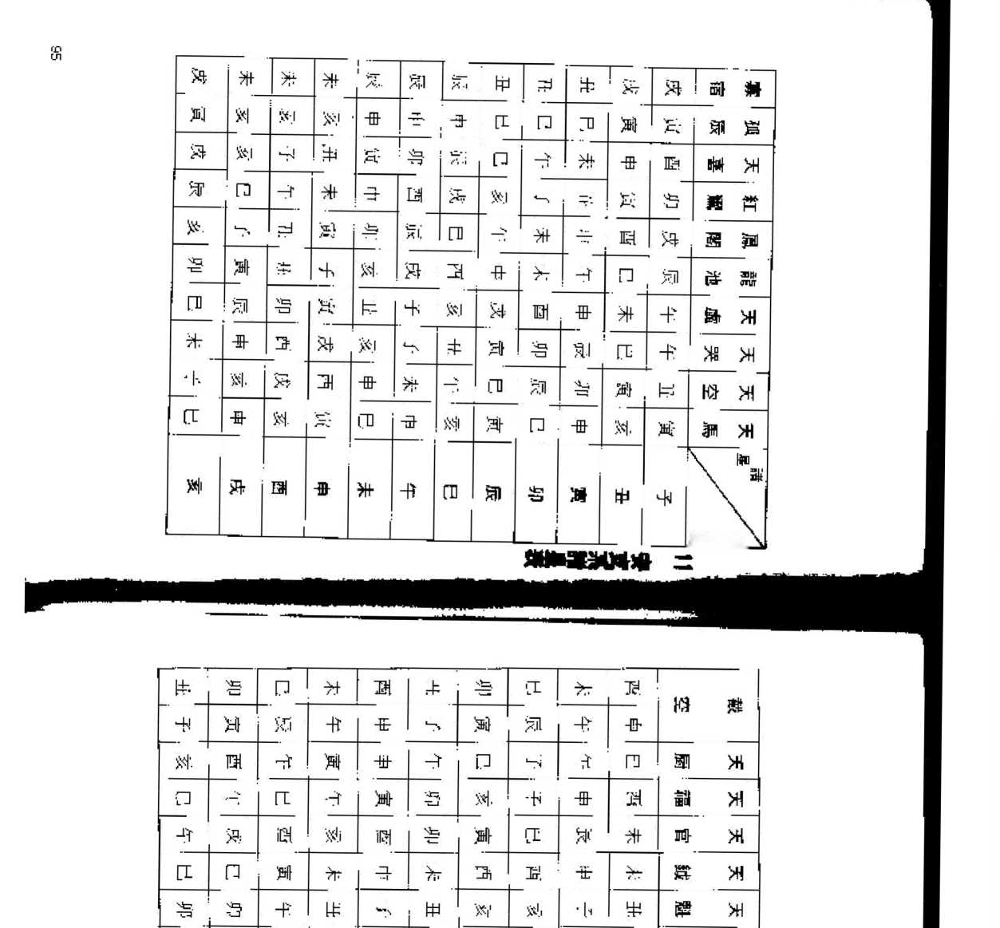 95
寡宿 戌 戌 丑 丑 丑 辰 辰 辰 未 未 未 戌
孤辰 寅 寅 巳 巳 巳 申 申 申 亥 亥 亥 寅
天喜 酉 申 未 午 巳 辰 卯 寅 丑 子 亥 戌
紅鸞 卯 寅 丑 子 亥 戌 酉 申 未 午 巳 辰
鳳閣 戌 酉 申 未 午 巳 辰 卯 寅 丑 子 亥
龍池 辰 巳 午 未 申 酉 戌 亥 子 丑 寅 卯
天虛 午 未 申 酉 戌 亥 子 丑 寅 卯 辰 巳
天哭 午 巳 辰 卯 寅 丑 子 亥 戌 酉 申 未
天空 丑 寅 卯 辰 巳 午 未 申 酉 戌 亥 子
天馬 寅 亥 申 巳 寅 亥 申 巳 寅 亥 申 巳
諸星 子 丑 寅 卯 辰 巳 午 未 申 酉 戌 亥
11 諸星表
截空 酉 未 巳 卯 丑 酉 未 巳 卯 丑
申 午 辰 寅 子 申 午 辰 寅 子
天廚 巳 午 子 巳 午 申 寅 午 酉 亥
天福 酉 申 子 亥 卯 寅 午 巳 午 巳
天官 未 辰 巳 寅 卯 酉 亥 酉 戌 午
天鉞 未 申 酉 酉 未 申 未 寅 巳 巳
天魁 丑 子 亥 亥 丑 子 丑 午 卯 卯